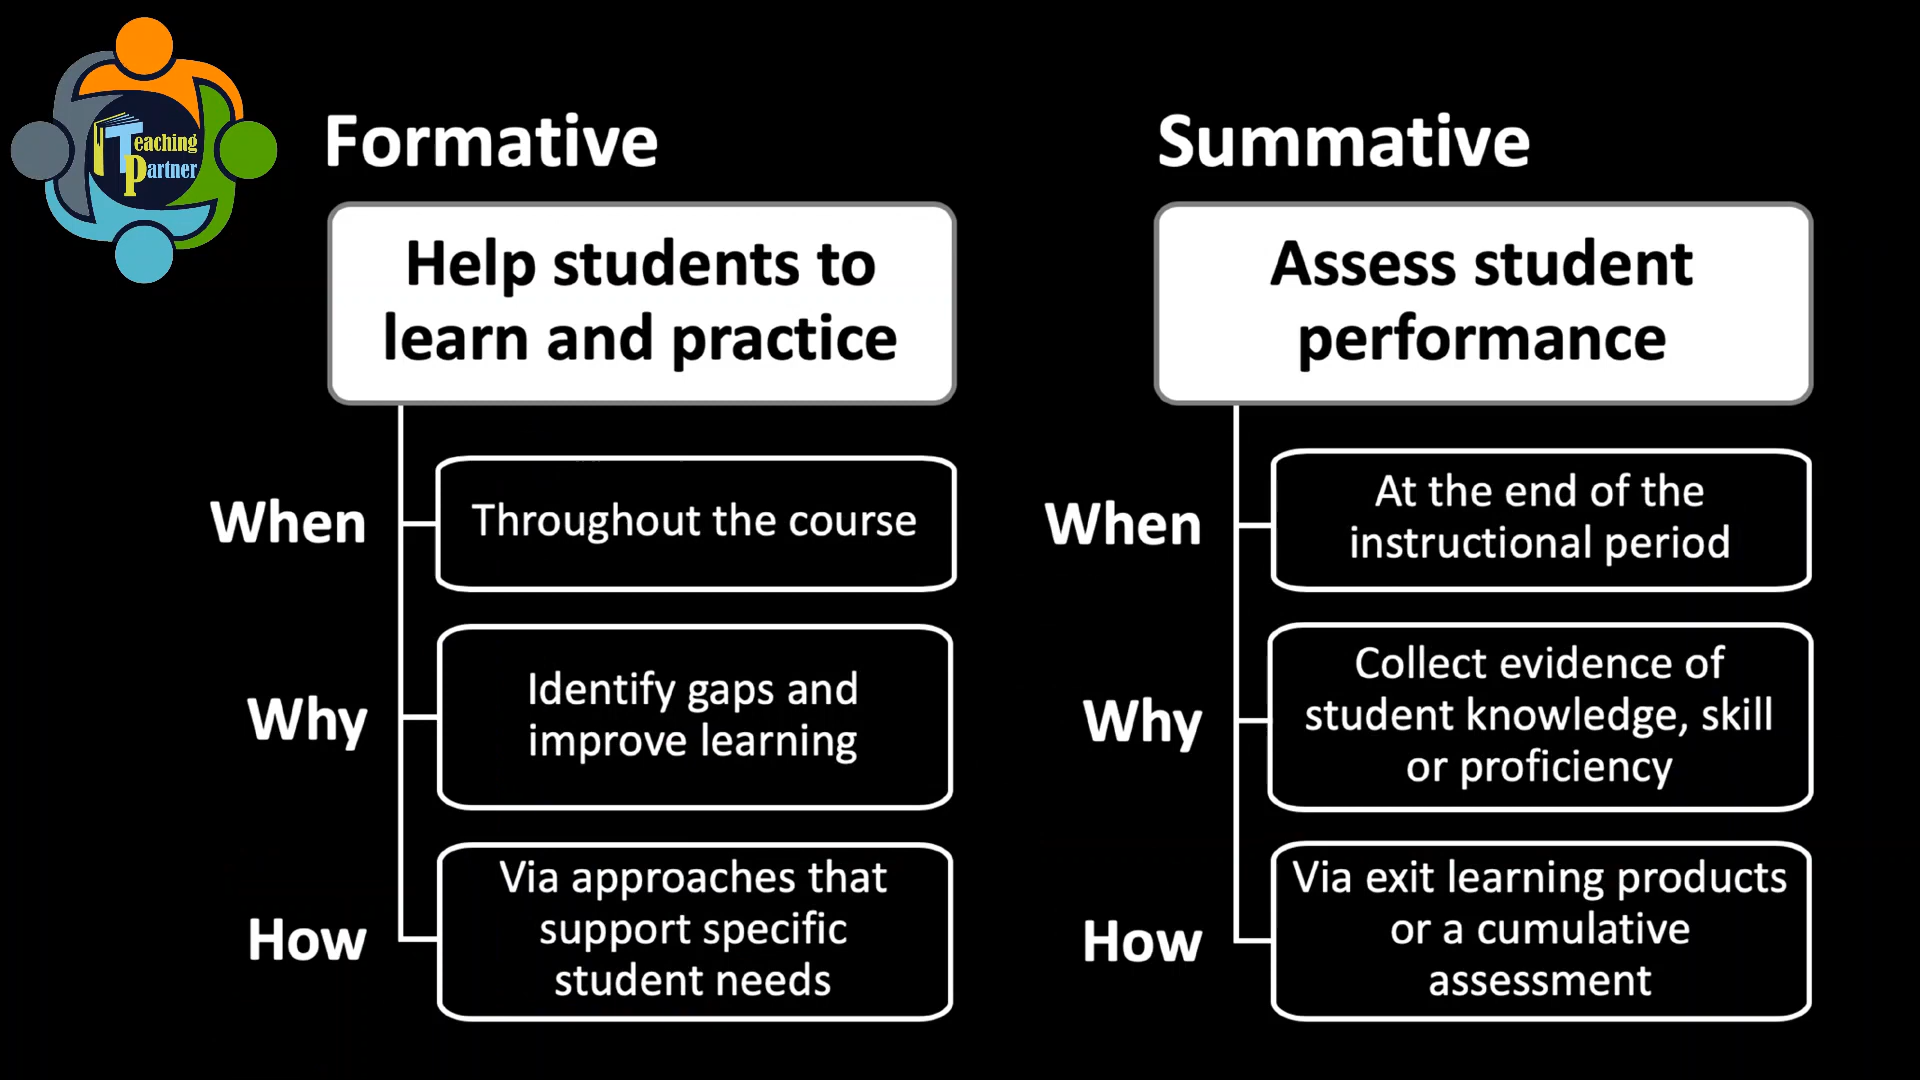 Teaching
Partner
Formative
Help students to
learn and practice
When
Throughout the course
Why
Identify gaps and
improve learning
How
Via approaches that
support specific
student needs
Summative
Assess student
performance
When
At the end of the
instructional period
Why
Collect evidence of
student knowledge, skill
or proficiency
How
Via exit learning products
or a cumulative
assessment